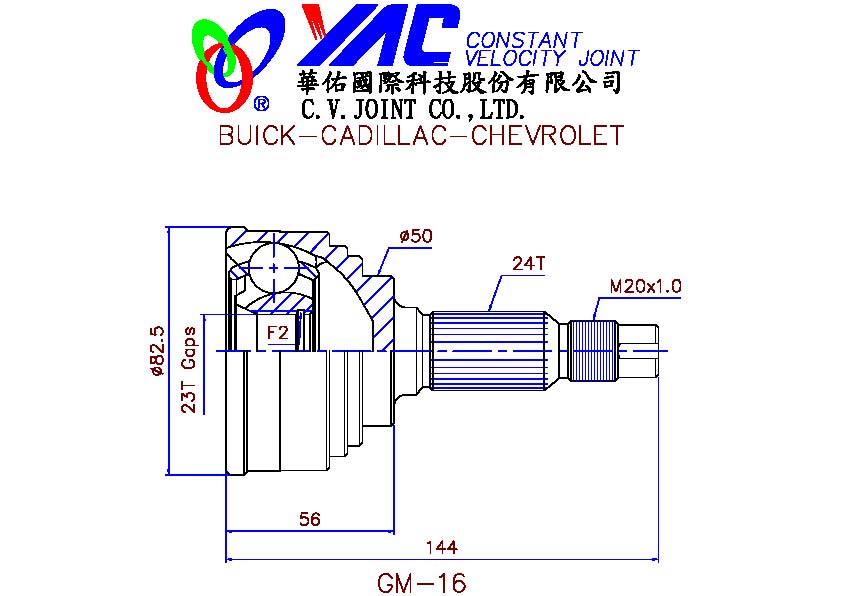 YAC CONSTANT
VELOCITY JOINT
®
華佑國際科技股份有限公司
C.V.JOINT CO.,LTD.
BUICK-CADILLAC-CHEVROLET
ø50
24T
M20x1.0
F2
ø82.5
23T Gaps
56
144
GM-16